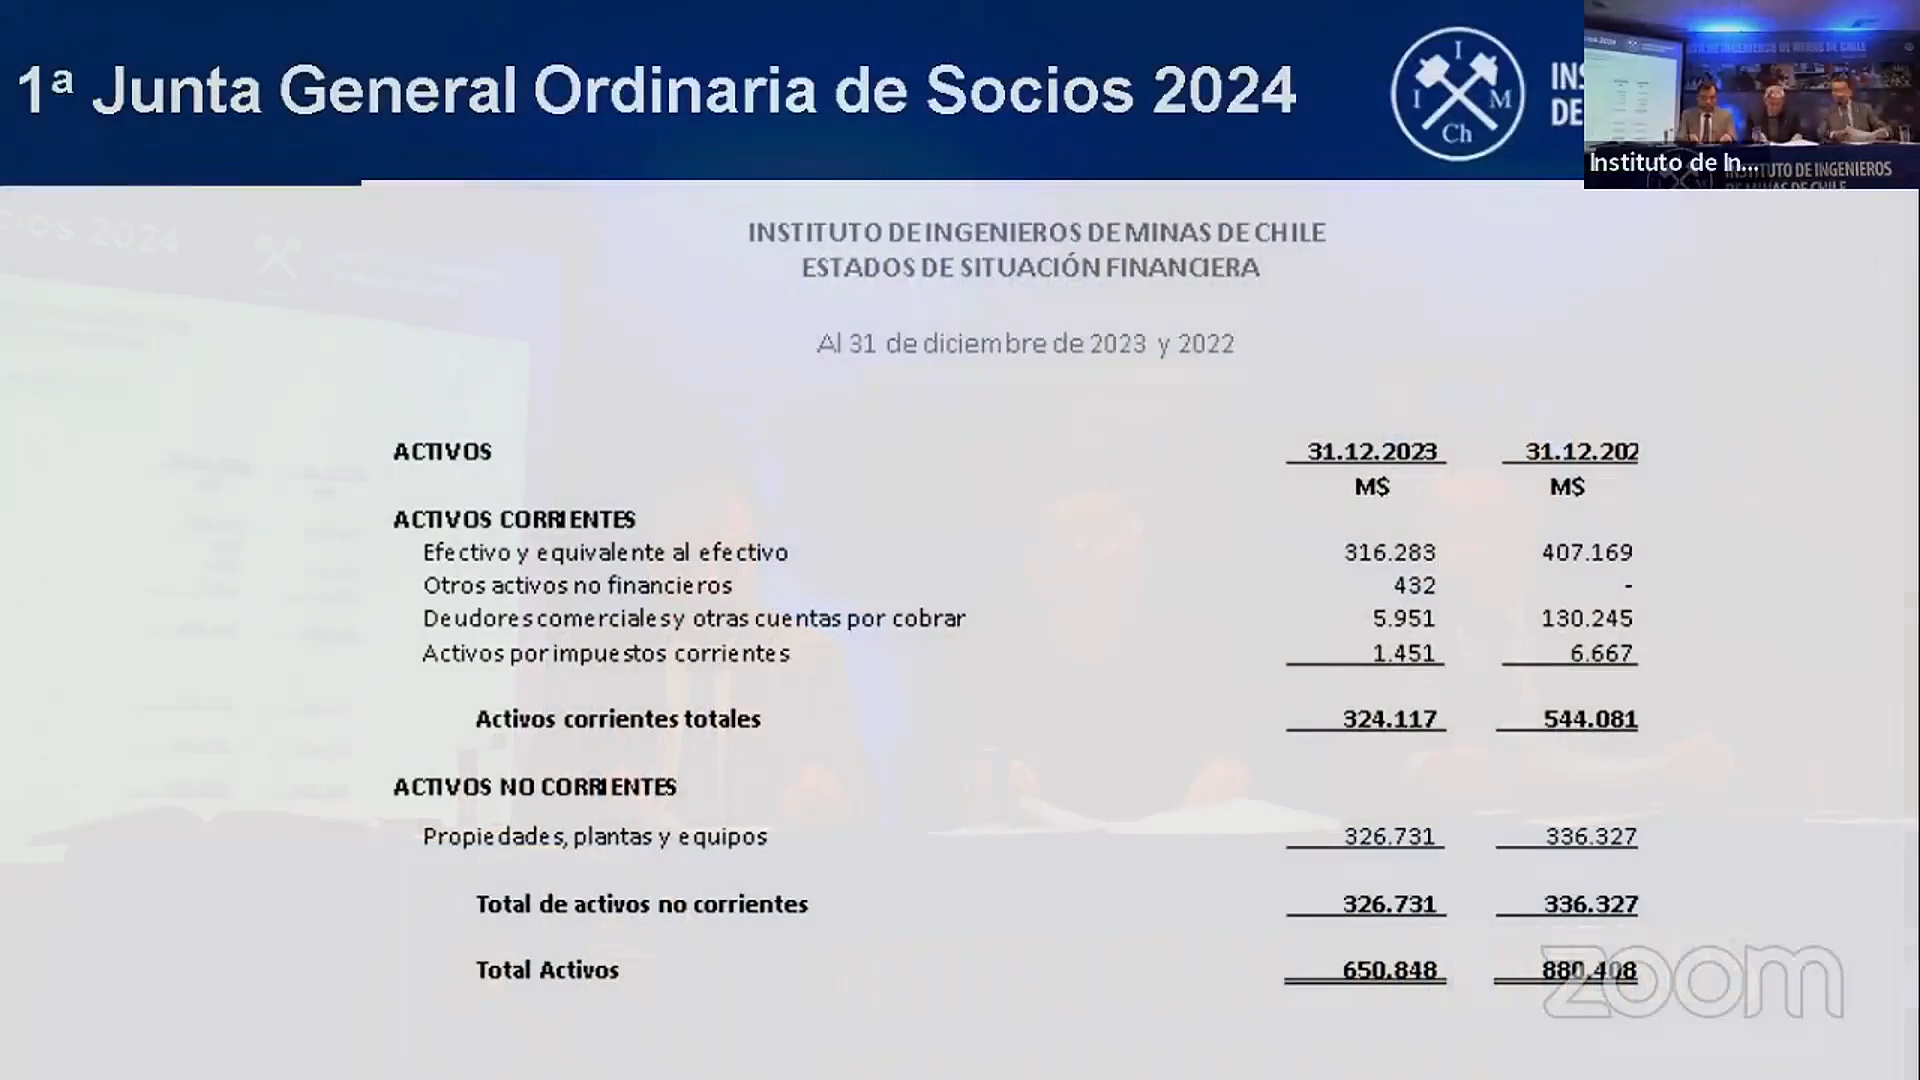 1ª Junta General Ordinaria de Socios 2024
I
I M
Ch
INS
DE
Instituto de In...
INSTITUTO DE INGENIEROS DE MINAS DE CHILE
ESTADOS DE SITUACIÓN FINANCIERA
Al 31 de diciembre de 2023 y 2022
ACTIVOS 31.12.2023 31.12.202
M$ M$
ACTIVOS CORRIENTES
Efectivo y equivalente al efectivo 316.283 407.169
Otros activos no financieros 432 -
Deudores comerciales y otras cuentas por cobrar 5.951 130.245
Activos por impuestos corrientes 1.451 6.667
Activos corrientes totales 324.117 544.081
ACTIVOS NO CORRIENTES
Propiedades, plantas y equipos 326.731 336.327
Total de activos no corrientes 326.731 336.327
Total Activos 650.848 880.408
zoom